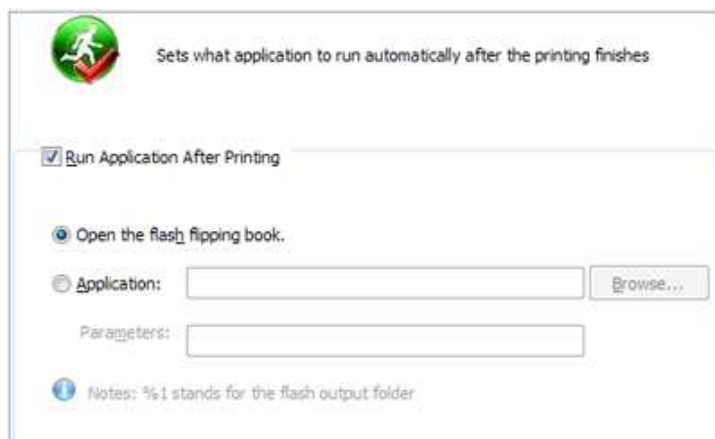 Sets what application to run automatically after the printing finishes
Run Application After Printing
Open the flash flipping book.
Application:
Browse...
Parameters:
Notes: %1 stands for the flash output folder